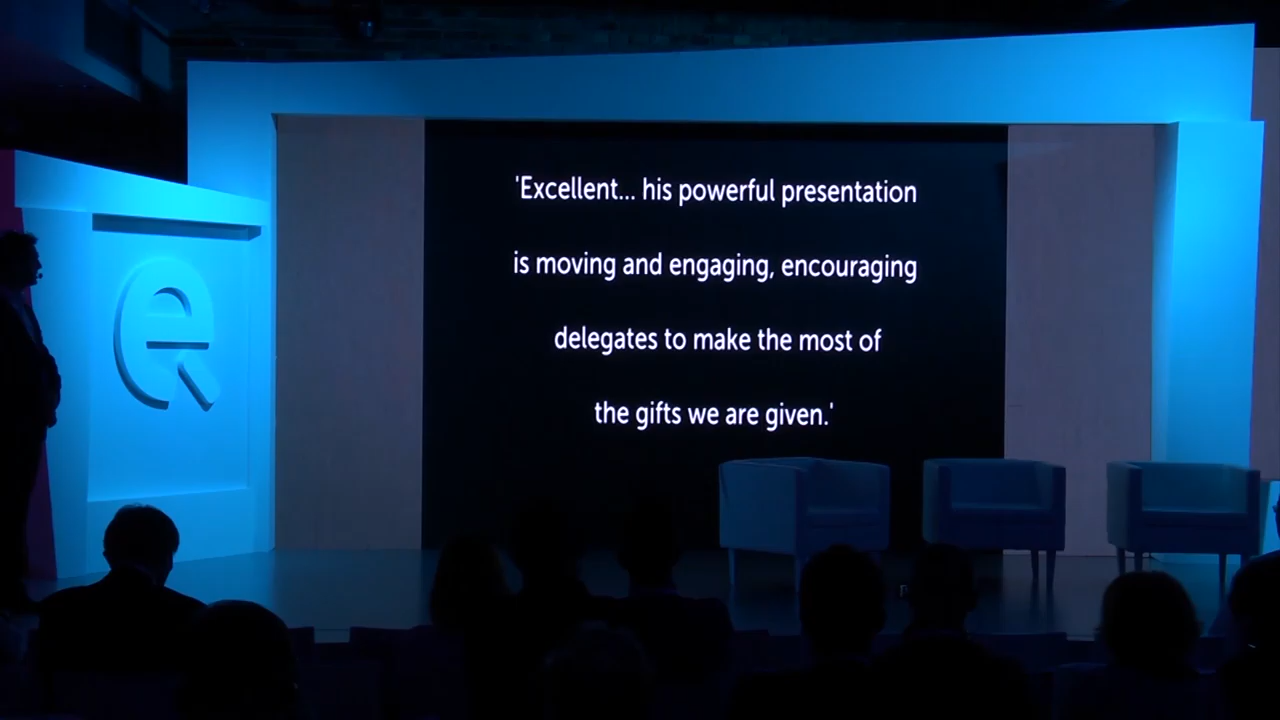 'Excellent... his powerful presentation
is moving and engaging, encouraging
delegates to make the most of
the gifts we are given.'
e